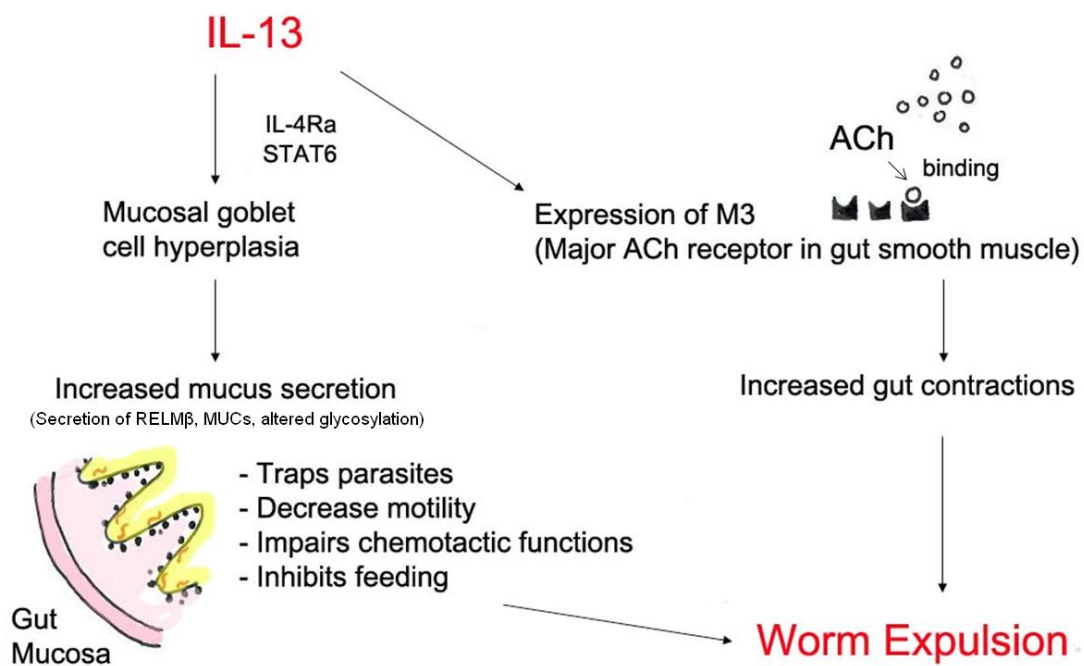 IL-13
IL-4Ra
STAT6
Mucosal goblet
cell hyperplasia
Increased mucus secretion
(Secretion of RELMβ, MUCs, altered glycosylation)
- Traps parasites
- Decrease motility
- Impairs chemotactic functions
- Inhibits feeding
Gut
Mucosa
ACh
binding
Expression of M3
(Major ACh receptor in gut smooth muscle)
Increased gut contractions
Worm Expulsion